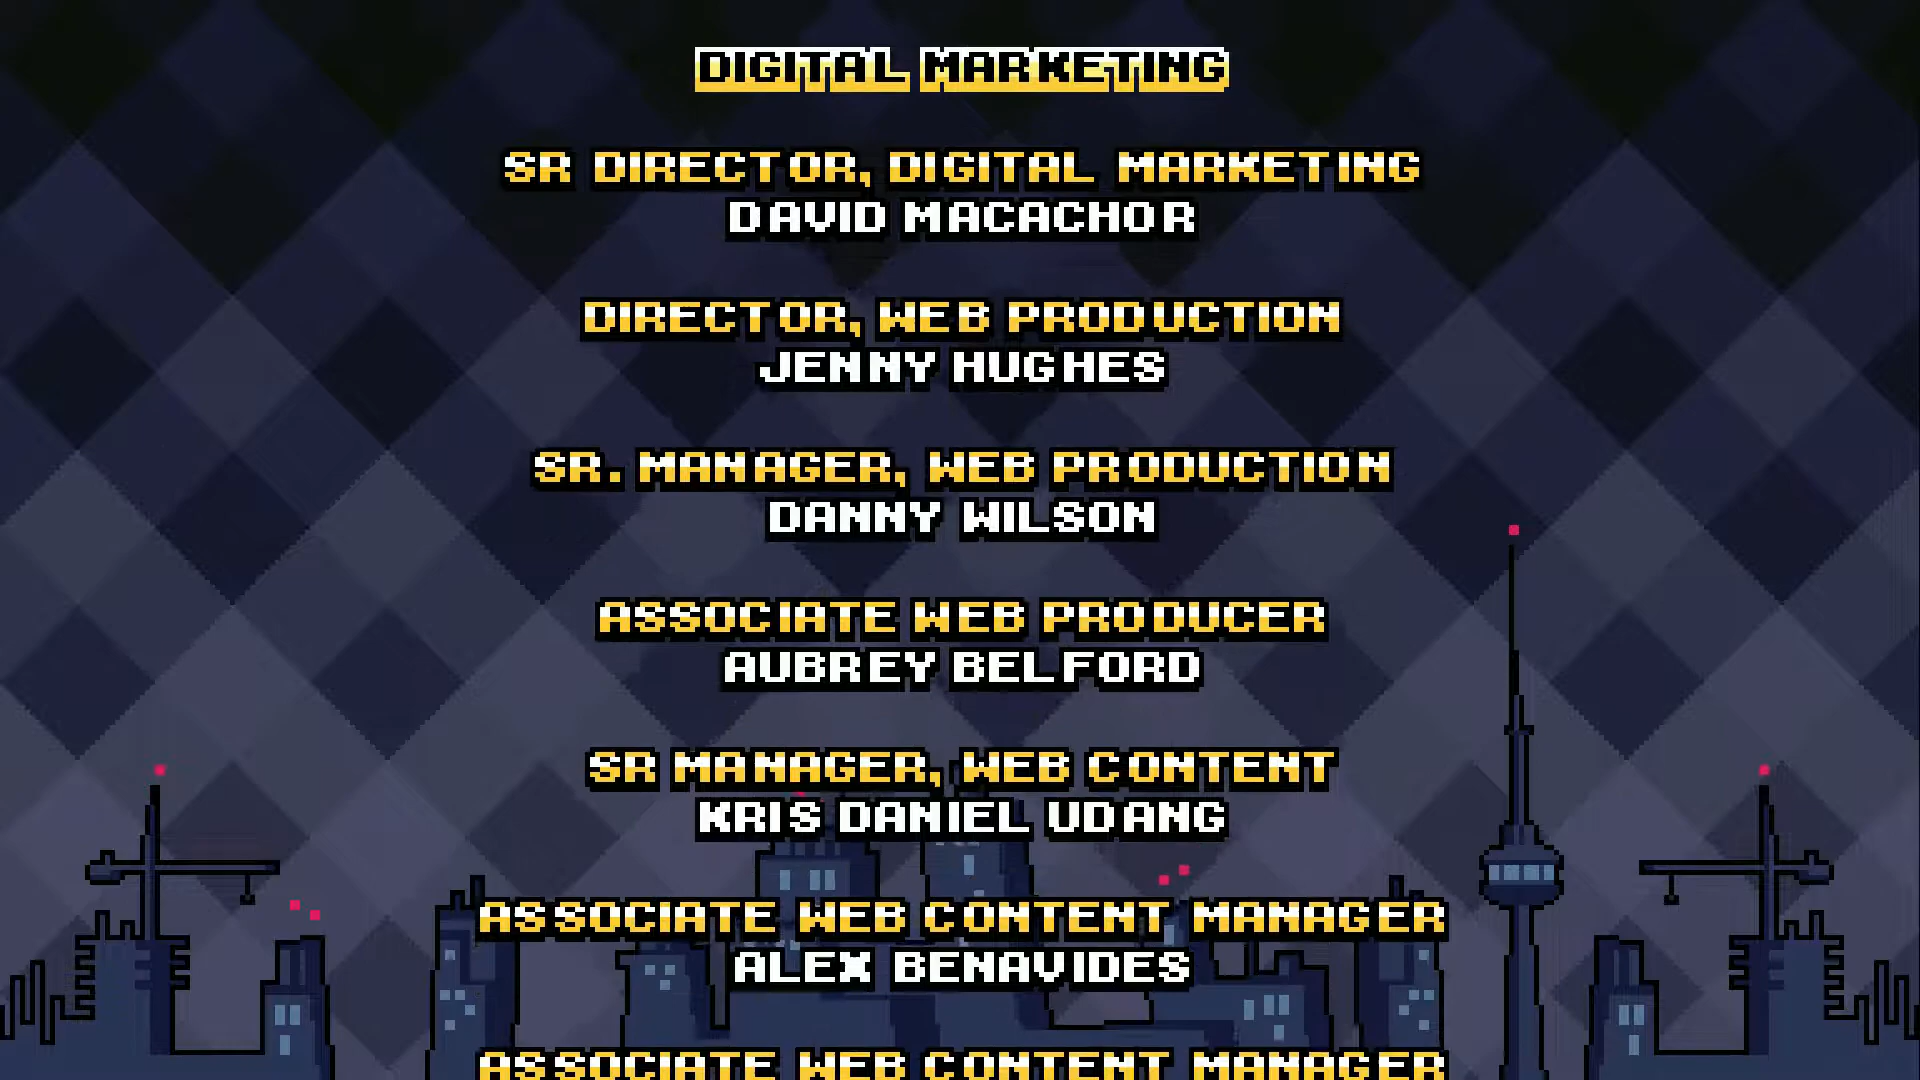 DIGITAL MARKETING
SR DIRECTOR, DIGITAL MARKETING
DAVID MACACHOR
DIRECTOR, WEB PRODUCTION
JENNY HUGHES
SR. MANAGER, WEB PRODUCTION
DANNY WILSON
ASSOCIATE WEB PRODUCER
AUBREY BELFORD
SR MANAGER, WEB CONTENT
KRIS DANIEL UDANG
ASSOCIATE WEB CONTENT MANAGER
ALEX BENAVIDES
ASSOCIATE WEB CONTENT MANAGER